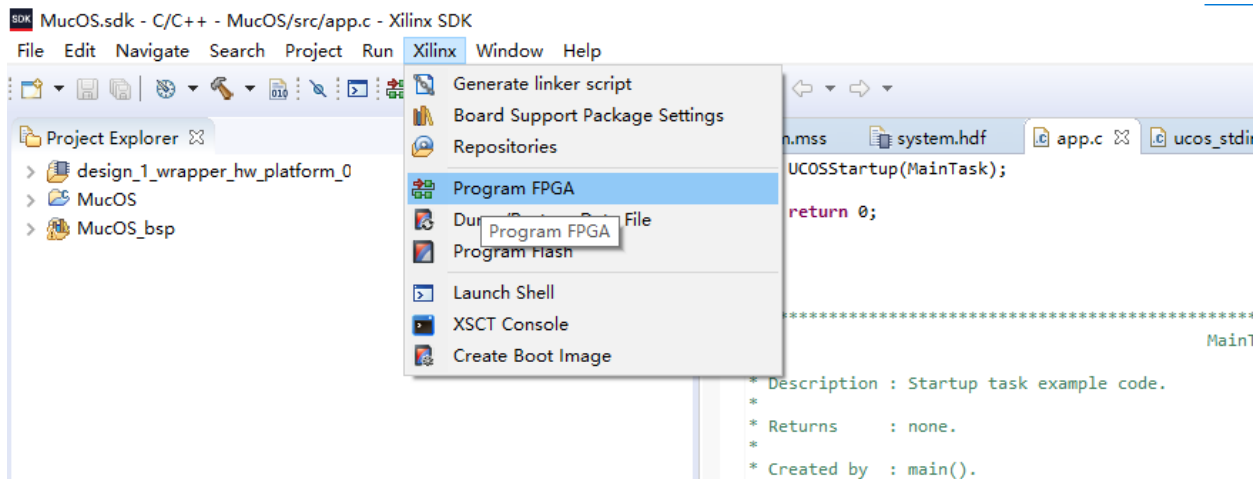 SDK MucOS.sdk - C/C++ - MucOS/src/app.c - Xilinx SDK
File Edit Navigate Search Project Run Xilinx Window Help
010
Project Explorer
design_1_wrapper_hw_platform_0
MucOS
MucOS_bsp
Generate linker script
Board Support Package Settings
Repositories
Program FPGA
File
Program FPGA
Program Flash
Launch Shell
XSCT Console
Create Boot Image
m.mss system.hdf app.c ucos_stdi
UCOSStartup(MainTask);
return 0;
*************************************************
MainT
* Description : Startup task example code.
*
* Returns : none.
*
* Created by : main().